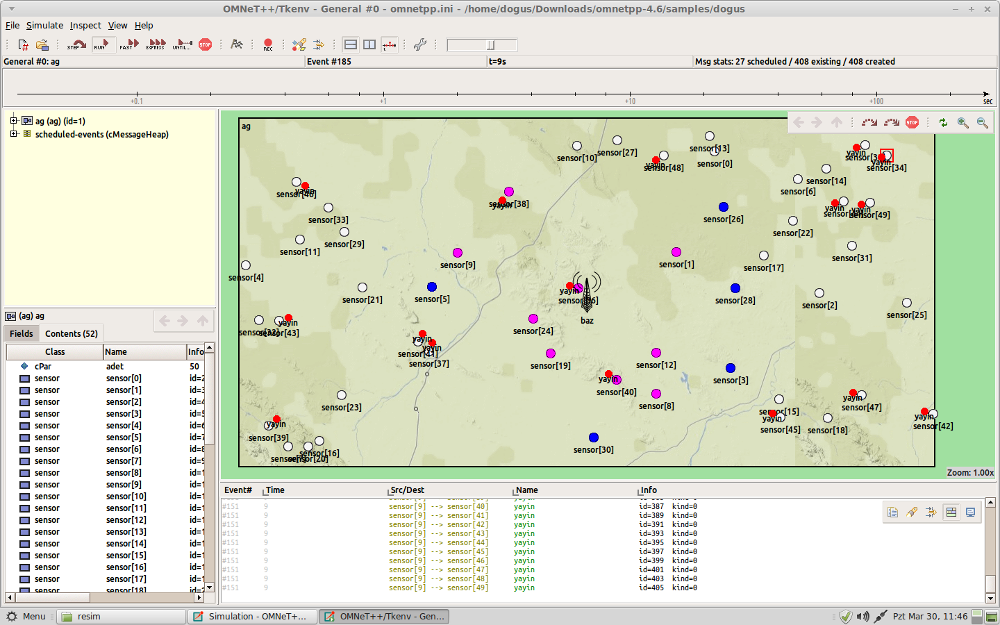 OMNeT++/Tkenv - General #0 - omnetpp.ini - /home/dogus/Downloads/omnetpp-4.6/samples/dogus
File Simulate Inspect View Help
STEP RUN FAST EXPRESS UNTIL... STOP REC
General #0: ag Event #185 t=9s Msg stats: 27 scheduled / 408 existing / 408 created
+0.1 +1 +10 +100 sec
ag (ag) (id=1)
scheduled-events (cMessageHeap)
(ag) ag
Fields Contents (52)
Class Name Info
cPar adet 50
sensor sensor[0] id=2
sensor sensor[1] id=3
sensor sensor[2] id=4
sensor sensor[3] id=5
sensor sensor[4] id=6
sensor sensor[5] id=7
sensor sensor[6] id=8
sensor sensor[7] id=9
sensor sensor[8] id=1
sensor sensor[9] id=1
sensor sensor[10] id=1
sensor sensor[11] id=1
sensor sensor[12] id=1
sensor sensor[13] id=1
sensor sensor[14] id=1
sensor sensor[15] id=1
sensor sensor[16] id=1
sensor sensor[17] id=1
sensor sensor[18] id=2
ag
STOP
sensor[13]
sensor[27]
sensor[10]
yayin
sensor[48]
sensor[0]
yayin
yayin
sensor[34]
sensor[14]
sensor[6]
yayin
sensor[46]
sensor[38]
yayin
sensor[33]
sensor[26]
yayin
yayin
sensor[49]
sensor[22]
sensor[29]
sensor[11]
sensor[31]
sensor[9]
sensor[1]
sensor[17]
sensor[4]
yayin
sensor[21]
sensor[5]
baz
sensor[28]
sensor[2]
sensor[25]
yayin
sensor[43]
sensor[24]
yayin
yayin
sensor[41]
sensor[37]
sensor[19]
sensor[12]
yayin
sensor[40]
sensor[3]
sensor[23]
sensor[8]
yayin
sensor[47]
sensor[15]
yayin
sensor[45]
sensor[18]
yayin
sensor[42]
yayin
sensor[39]
sensor[16]
sensor[20]
sensor[30]
Zoom: 1.00x
Event# Time Src/Dest Name Info
#151 9 sensor[9] --> sensor[40] yayin id=387 kind=0
#151 9 sensor[9] --> sensor[41] yayin id=389 kind=0
#151 9 sensor[9] --> sensor[42] yayin id=391 kind=0
#151 9 sensor[9] --> sensor[43] yayin id=393 kind=0
#151 9 sensor[9] --> sensor[44] yayin id=395 kind=0
#151 9 sensor[9] --> sensor[45] yayin id=397 kind=0
#151 9 sensor[9] --> sensor[46] yayin id=399 kind=0
#151 9 sensor[9] --> sensor[47] yayin id=401 kind=0
#151 9 sensor[9] --> sensor[48] yayin id=403 kind=0
#151 9 sensor[9] --> sensor[49] yayin id=405 kind=0
Menu resim Simulation - OMNeT+... OMNeT++/Tkenv - Gen... Pzt Mar 30, 11:46